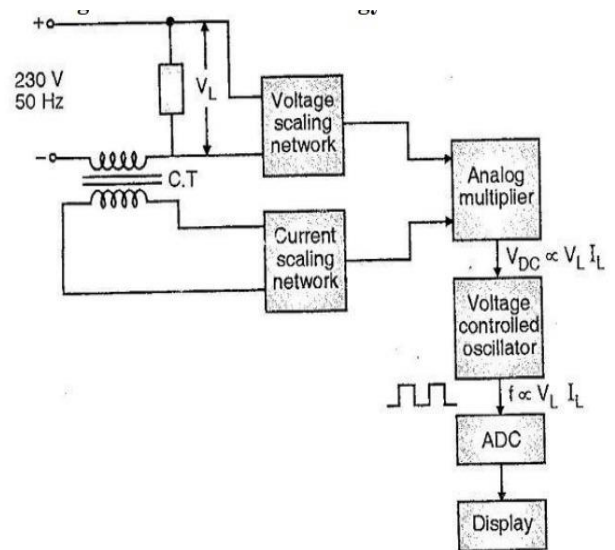 +
230 V
50 Hz
V_L
Voltage
scaling
network
−
C.T
Current
scaling
network
Analog
multiplier
V_DC ∝ V_L I_L
Voltage
controlled
oscillator
f ∝ V_L I_L
ADC
Display